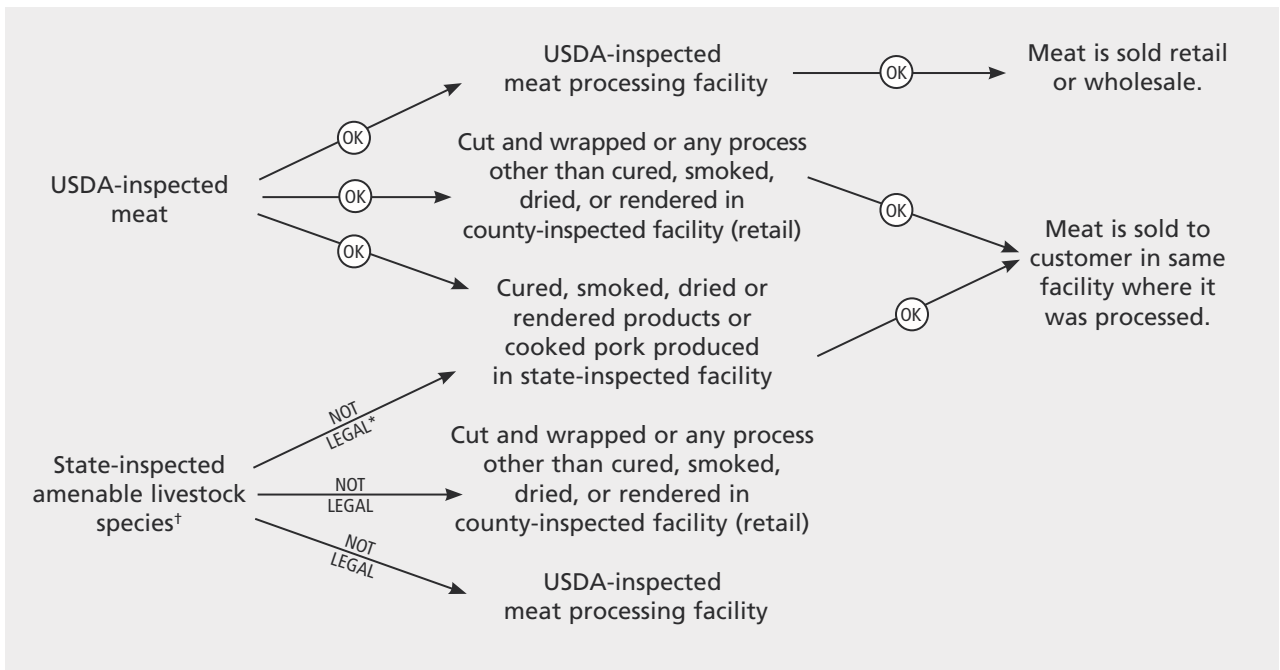 USDA-inspected
meat processing facility
OK
Meat is sold retail
or wholesale.
OK
Cut and wrapped or any process
other than cured, smoked,
dried, or rendered in
county-inspected facility (retail)
USDA-inspected
meat
OK
OK
OK
Meat is sold to
customer in same
facility where it
was processed.
Cured, smoked, dried or
rendered products or
cooked pork produced
in state-inspected facility
OK
NOT
LEGAL*
Cut and wrapped or any process
other than cured, smoked,
dried, or rendered in
county-inspected facility (retail)
State-inspected
amenable livestock
species†
NOT
LEGAL
NOT
LEGAL
USDA-inspected
meat processing facility